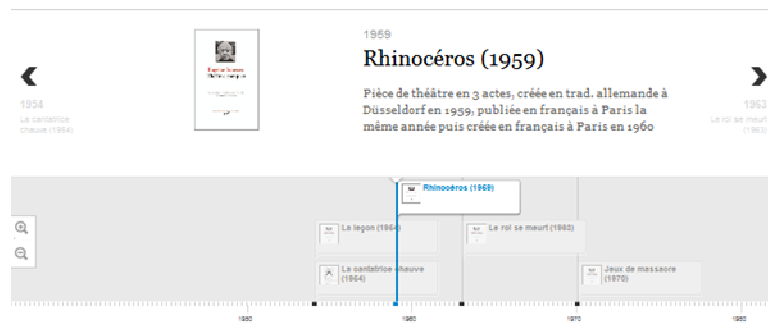 1959
Rhinocéros (1959)
Pièce de théâtre en 3 actes, créée en trad. allemande à
Düsseldorf en 1959, publiée en français à Paris la
même année puis créée en français à Paris en 1960
1954
La cantatrice
chauve (1954)
1963
Le roi se meurt
(1963)
Rhinocéros (1959)
La leçon (1954)
Le roi se meurt (1963)
La cantatrice chauve
(1954)
Jeux de massacre
(1970)
1950
1960
1970
1980